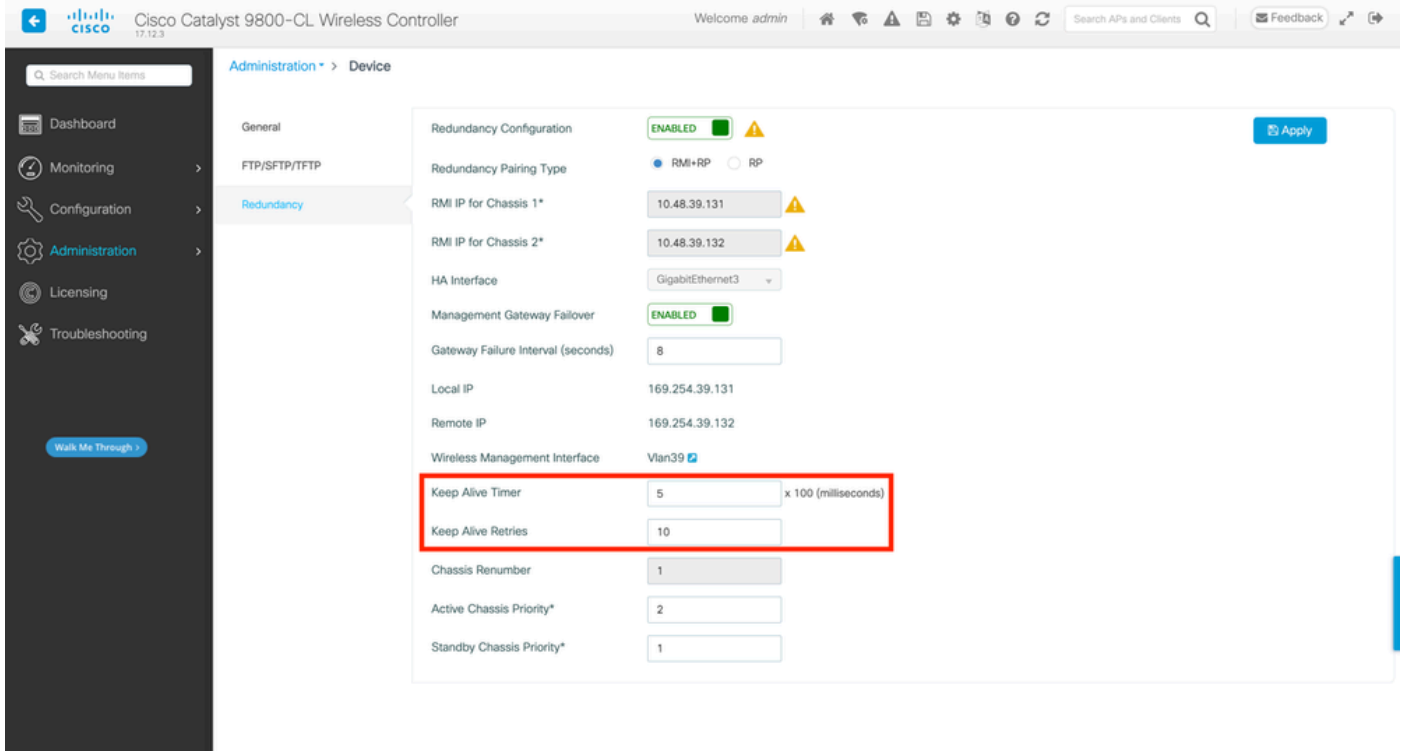 CISCO
Cisco Catalyst 9800-CL Wireless Controller
17.12.3
Welcome admin
Search APs and Clients
Feedback
Search Menu Items
Dashboard
Monitoring
Configuration
Administration
Licensing
Troubleshooting
Walk Me Through >
Administration > Device
General
FTP/SFTP/TFTP
Redundancy
Redundancy Configuration ENABLED
Apply
Redundancy Pairing Type RMI+RP RP
RMI IP for Chassis 1* 10.48.39.131
RMI IP for Chassis 2* 10.48.39.132
HA Interface GigabitEthernet3
Management Gateway Failover ENABLED
Gateway Failure Interval (seconds) 8
Local IP 169.254.39.131
Remote IP 169.254.39.132
Wireless Management Interface Vlan39
Keep Alive Timer 5 x 100 (milliseconds)
Keep Alive Retries 10
Chassis Renumber 1
Active Chassis Priority* 2
Standby Chassis Priority* 1